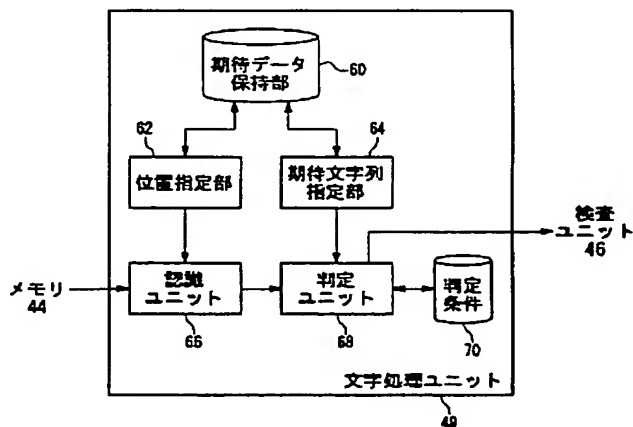 期待データ
保持部
60
62
64
位置指定部
期待文字列
指定部
検査
ユニット
46
メモリ
44
認識
ユニット
判定
ユニット
判定
条件
66
68
70
文字処理ユニット
48